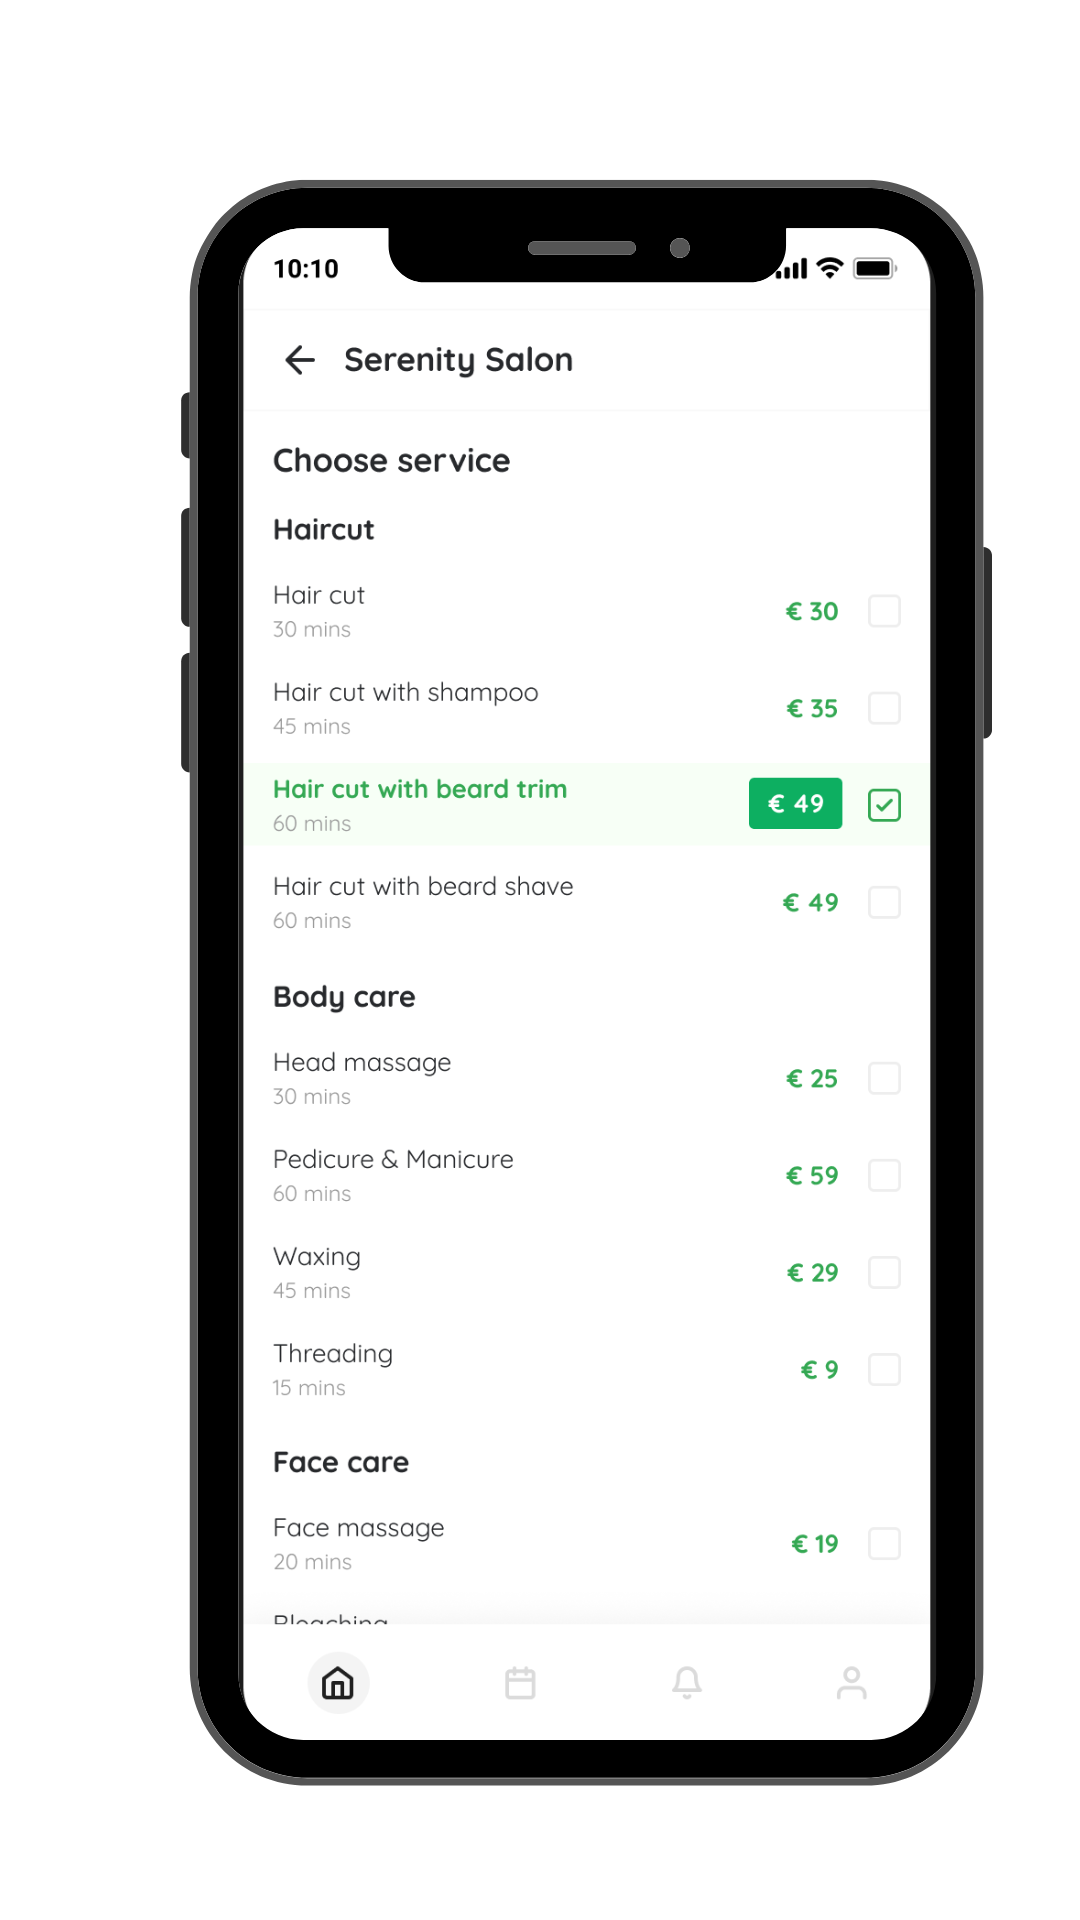 10:10
Serenity Salon
Choose service
Haircut
Hair cut
€ 30
30 mins
Hair cut with shampoo
€ 35
45 mins
Hair cut with beard trim
€ 49
60 mins
Hair cut with beard shave
€ 49
60 mins
Body care
Head massage
€ 25
30 mins
Pedicure & Manicure
€ 59
60 mins
Waxing
€ 29
45 mins
Threading
€ 9
15 mins
Face care
Face massage
€ 19
20 mins
Bleaching